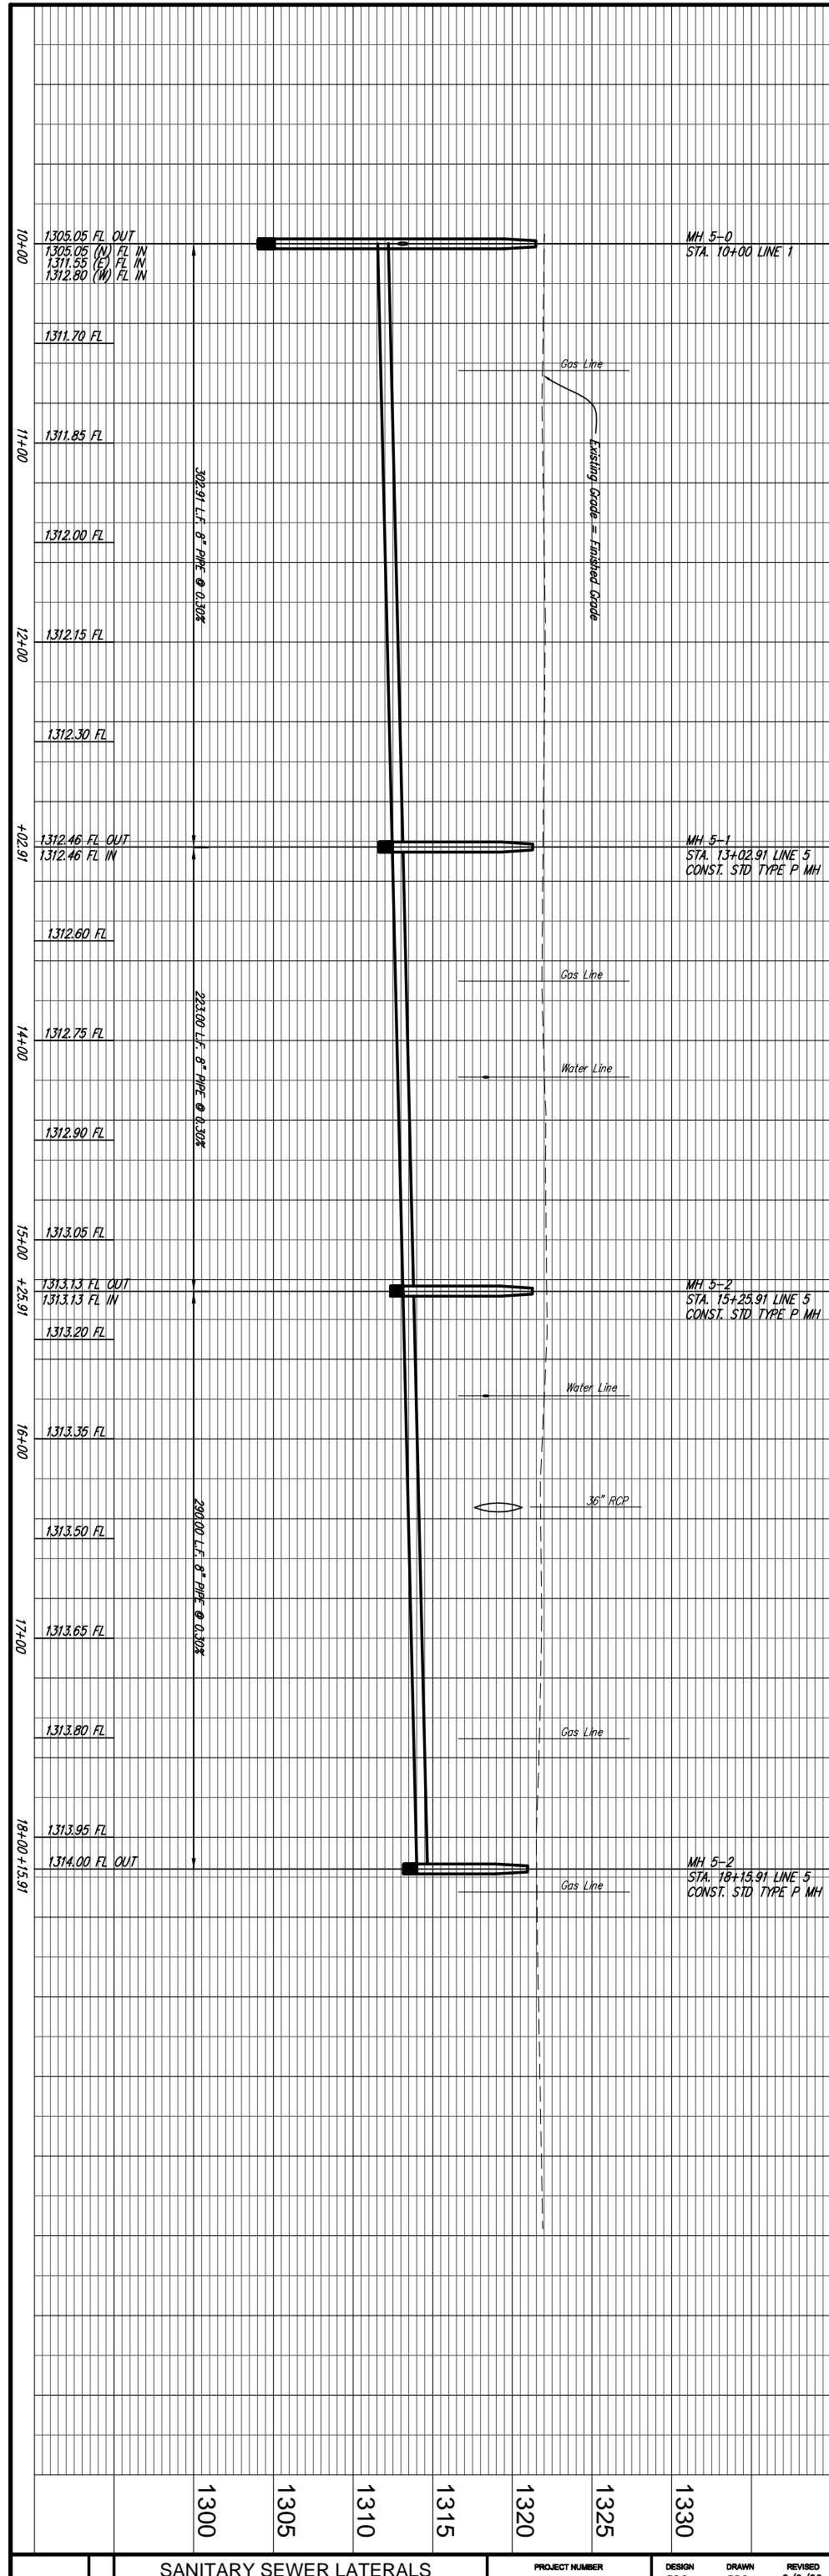 1305.05 FL OUT
1305.05 (N) FL IN
1311.55 (E) FL IN
1312.80 (W) FL IN
10+00
MH 5-0
STA. 10+00 LINE 1
1311.70 FL
Gas Line
Existing Grade = Finished Grade
11+00
1311.85 FL
302.91 L.F. 8" PIPE @ 0.30%
1312.00 FL
12+00
1312.15 FL
1312.30 FL
+02.91
1312.46 FL OUT
1312.46 FL IN
MH 5-1
STA. 13+02.91 LINE 5
CONST. STD TYPE P MH
1312.60 FL
Gas Line
223.00 L.F. 8" PIPE @ 0.30%
14+00
1312.75 FL
Water Line
1312.90 FL
15+00
1313.05 FL
+25.91
1313.13 FL OUT
1313.13 FL IN
MH 5-2
STA. 15+25.91 LINE 5
CONST. STD TYPE P MH
1313.20 FL
Water Line
16+00
1313.35 FL
36" RCP
290.00 L.F. 8" PIPE @ 0.30%
1313.50 FL
17+00
1313.65 FL
1313.80 FL
Gas Line
18+00
1313.95 FL
+15.91
1314.00 FL OUT
MH 5-2
STA. 18+15.91 LINE 5
CONST. STD TYPE P MH
Gas Line
1300
1305
1310
1315
1320
1325
1330
SANITARY SEWER LATERALS
PROJECT NUMBER
DESIGN
DRAWN
REVISED